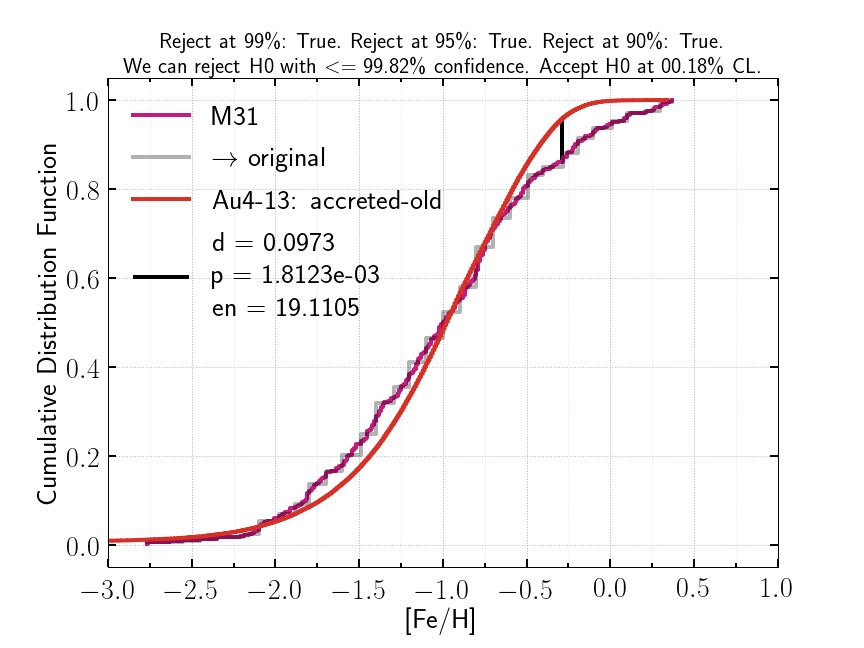 Reject at 99%: True. Reject at 95%: True. Reject at 90%: True.
We can reject H0 with <= 99.82% confidence. Accept H0 at 00.18% CL.
M31
→ original
Au4-13: accreted-old
d = 0.0973
p = 1.8123e-03
en = 19.1105
Cumulative Distribution Function
1.0
0.8
0.6
0.4
0.2
0.0
−3.0 −2.5 −2.0 −1.5 −1.0 −0.5 0.0 0.5 1.0
[Fe/H]